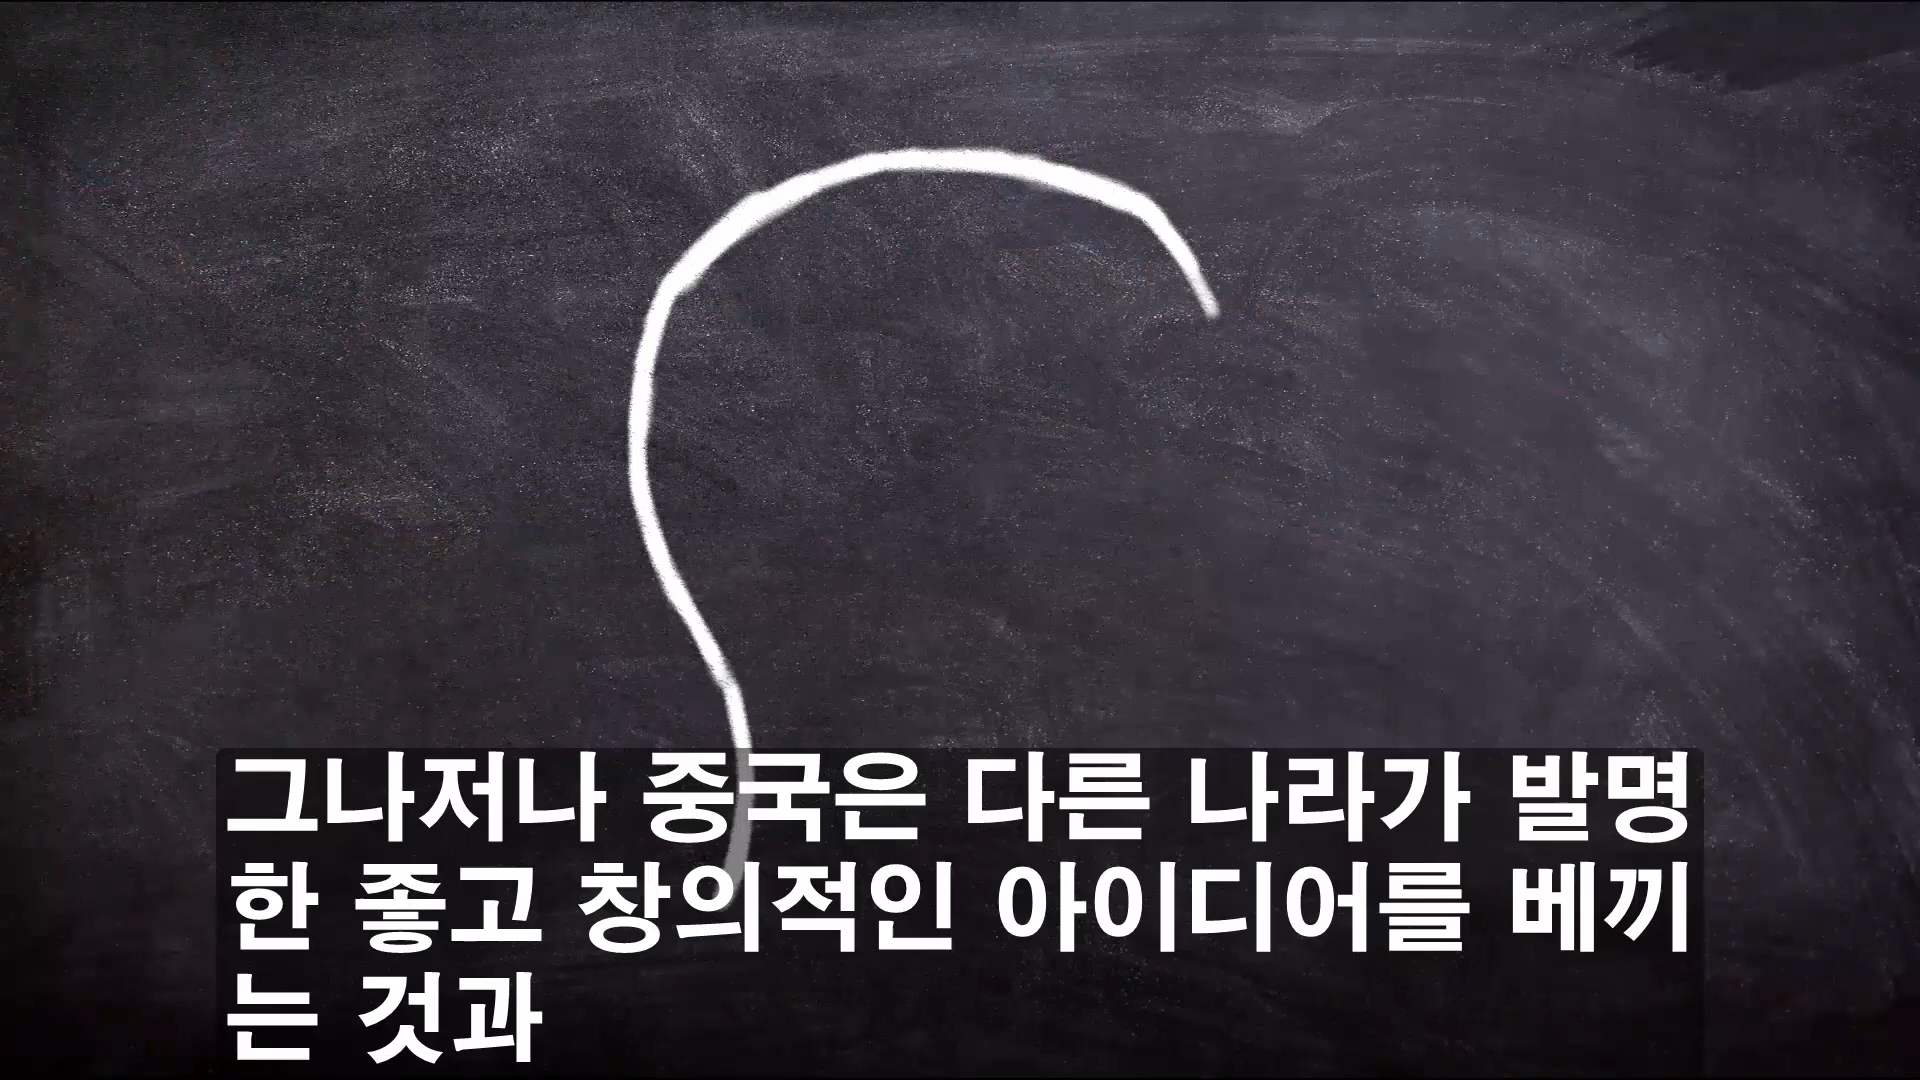 그나저나 중국은 다른 나라가 발명
한 좋고 창의적인 아이디어를 베끼
는 것과